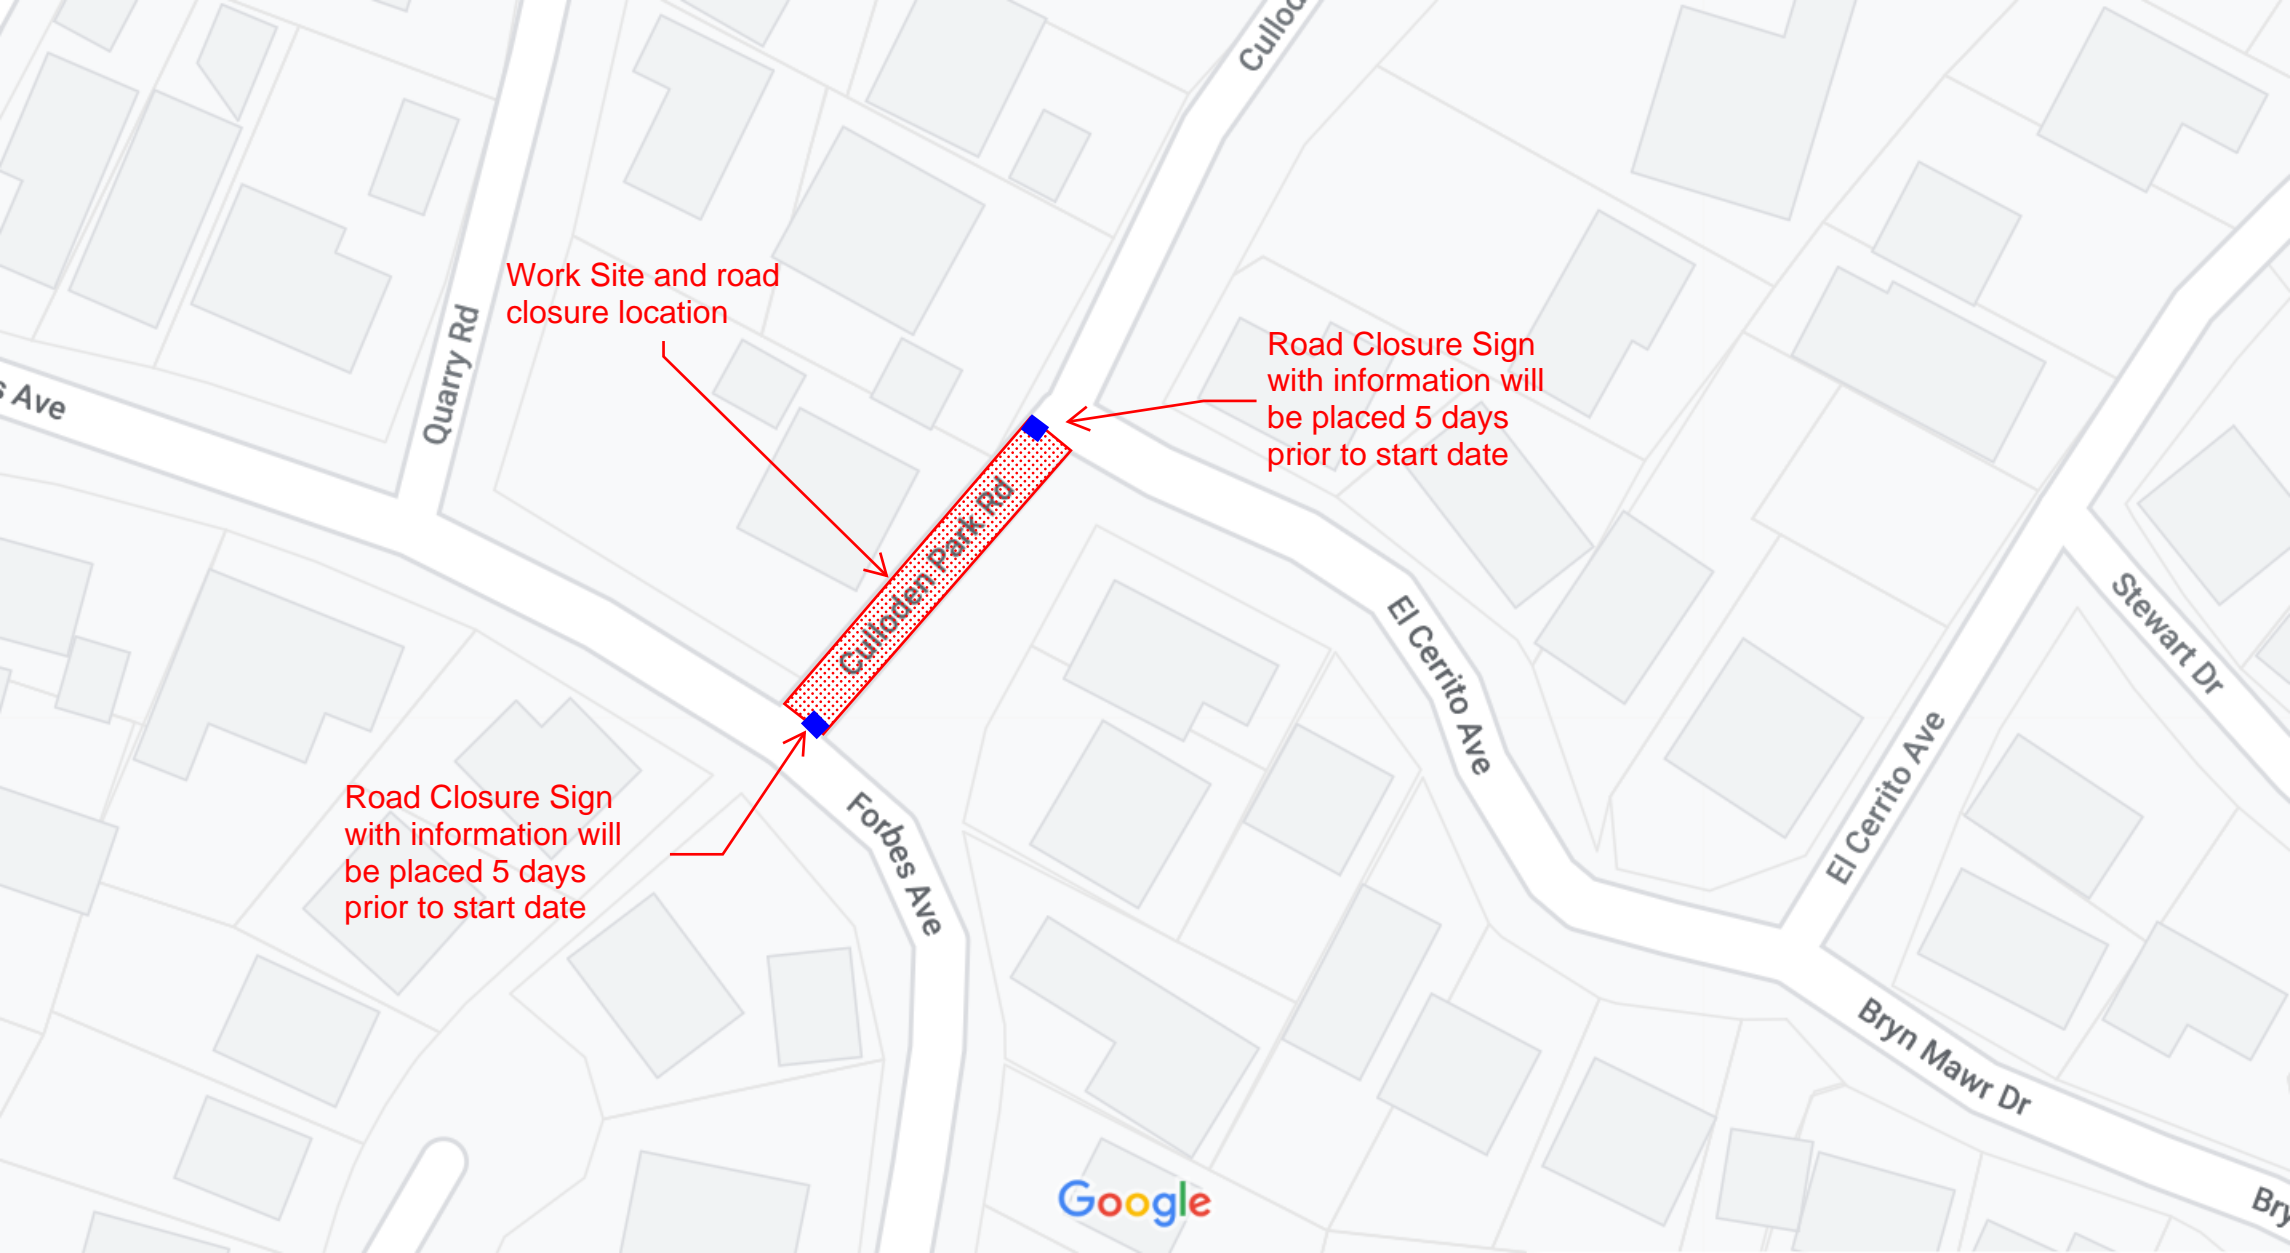 Cullod
Work Site and road
closure location
Quarry Rd
s Ave
Road Closure Sign
with information will
be placed 5 days
prior to start date
Culloden Park Rd
El Cerrito Ave
Stewart Dr
El Cerrito Ave
Road Closure Sign
with information will
be placed 5 days
prior to start date
Forbes Ave
Bryn Mawr Dr
Google
Bry